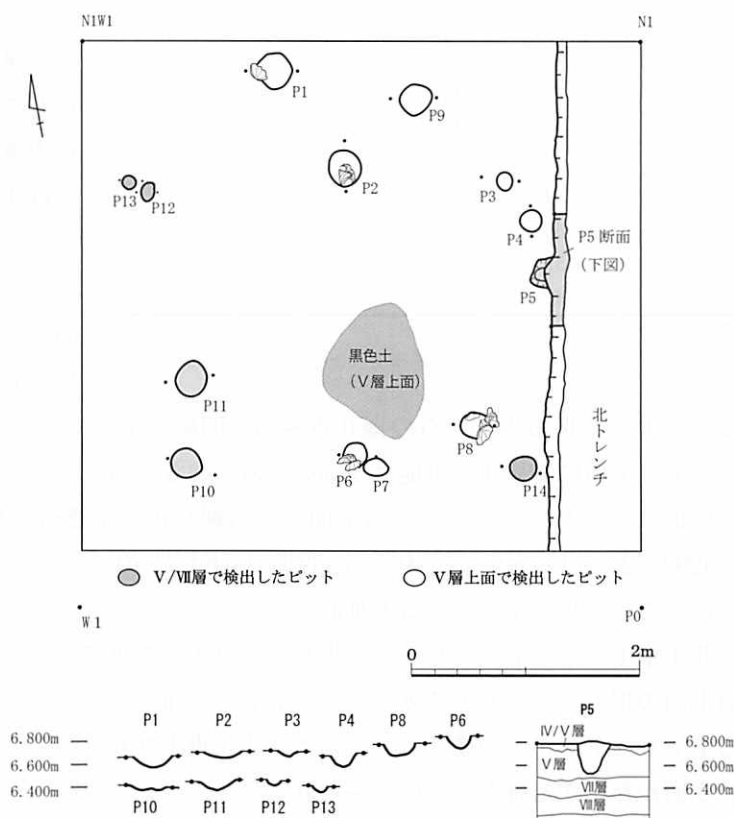 N1W1
N1
P1
P9
P2
P3
P13
P12
P4
P5断面
(下図)
P5
黒色土
(Ⅴ層上面)
P11
P8
北トレンチ
P10
P6
P7
P14
Ⅴ/Ⅶ層で検出したピット
Ⅴ層上面で検出したピット
W1
P0
0
2m
P1
P2
P3
P4
P8
P6
P5
6.800m
6.600m
6.400m
P10
P11
P12
P13
Ⅳ/Ⅴ層
Ⅴ層
Ⅶ層
Ⅷ層
6.800m
6.600m
6.400m